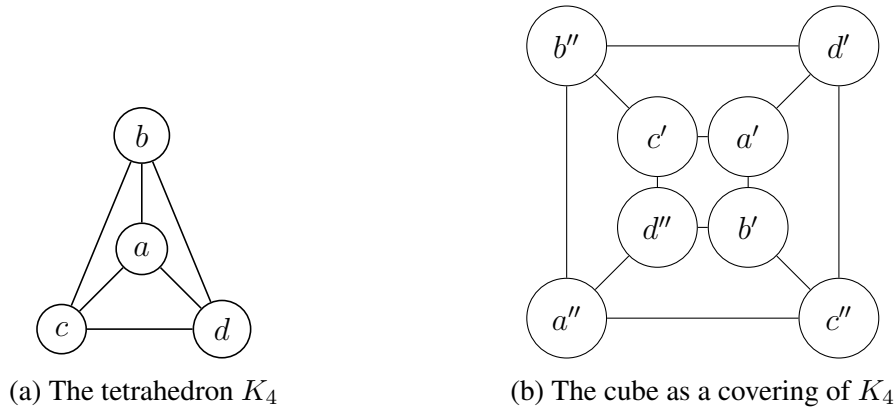 b
a
c
d
(a) The tetrahedron K₄
b″
d′
c′
a′
d″
b′
a″
c″
(b) The cube as a covering of K₄